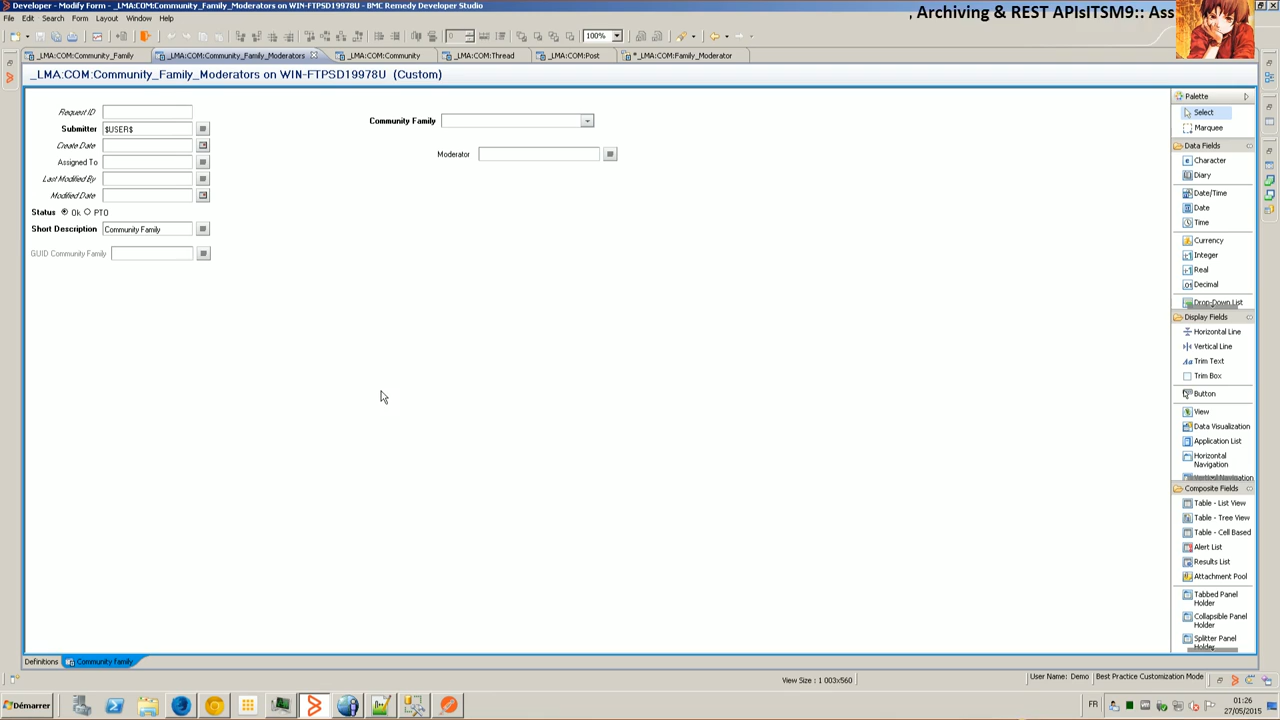 Developer - Modify Form - _LMA:COM:Community_Family_Moderators on WIN-FTPSD19978U - BMC Remedy Developer Studio
, Archiving & REST APIsITSM9:: Ass
File Edit Search Form Layout Window Help
100%
_LMA:COM:Community_Family
_LMA:COM:Community_Family_Moderators
_LMA:COM:Community
_LMA:COM:Thread
_LMA:COM:Post
*_LMA:COM:Family_Moderator
_LMA:COM:Community_Family_Moderators on WIN-FTPSD19978U (Custom)
Request ID
Submitter $USER$
Create Date
Assigned To
Last Modified By
Modified Date
Status Ok PTO
Short Description Community Family
GUID Community Family
Community Family
Moderator
Palette
Select
Marquee
Data Fields
Character
Diary
Date/Time
Date
Time
Currency
Integer
Real
Decimal
Drop-Down List
Display Fields
Horizontal Line
Vertical Line
Trim Text
Trim Box
Button
View
Data Visualization
Application List
Horizontal
Navigation
Vertical Navigation
Composite Fields
Table - List View
Table - Tree View
Table - Cell Based
Alert List
Results List
Attachment Pool
Tabbed Panel
Holder
Collapsible Panel
Holder
Splitter Panel
Holder
Definitions
Community family
View Size : 1 003x560
User Name: Demo
Best Practice Customization Mode
Démarrer
FR
01:26
27/05/2015